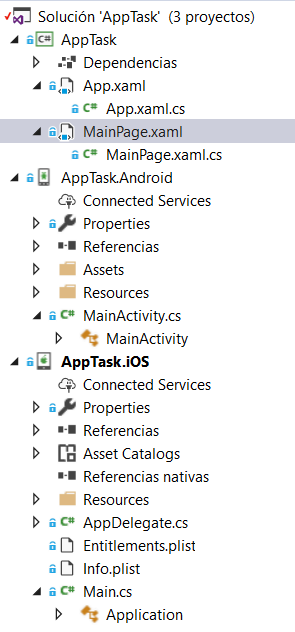 Solución 'AppTask' (3 proyectos)
C# AppTask
Dependencias
App.xaml
C# App.xaml.cs
MainPage.xaml
C# MainPage.xaml.cs
AppTask.Android
Connected Services
Properties
Referencias
Assets
Resources
C# MainActivity.cs
MainActivity
AppTask.iOS
Connected Services
Properties
Referencias
Asset Catalogs
Referencias nativas
Resources
C# AppDelegate.cs
Entitlements.plist
Info.plist
C# Main.cs
Application